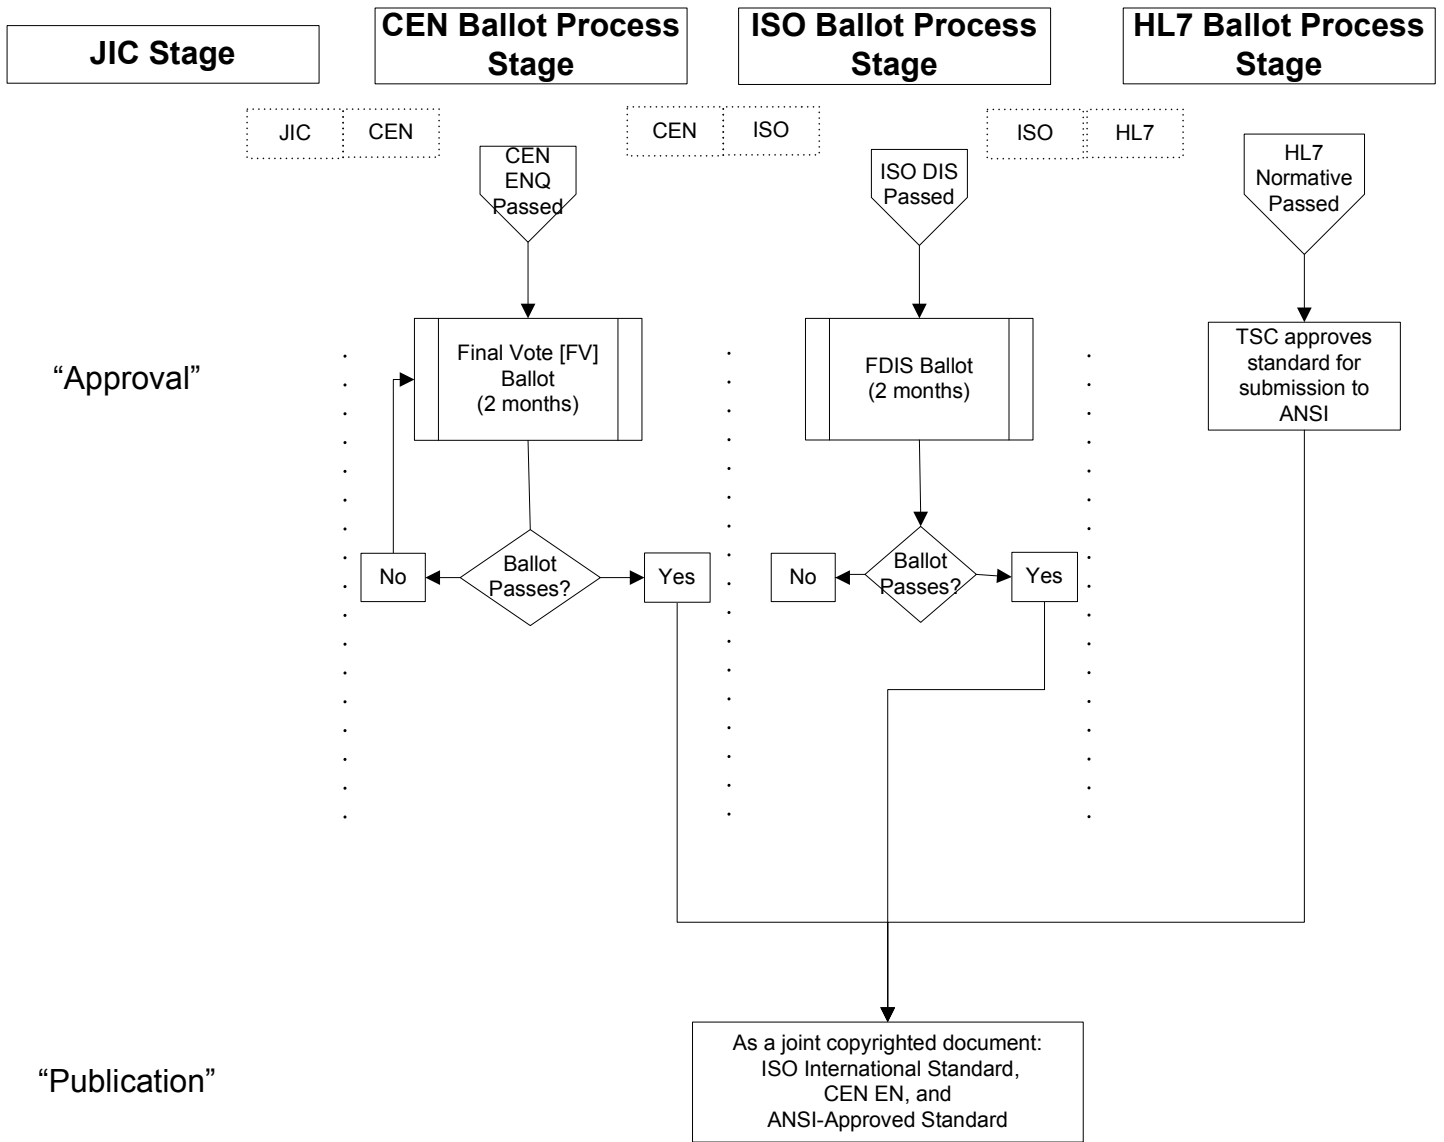 JIC Stage
CEN Ballot Process
Stage
ISO Ballot Process
Stage
HL7 Ballot Process
Stage
JIC
CEN
CEN
ISO
ISO
HL7
CEN
ENQ
Passed
ISO DIS
Passed
HL7
Normative
Passed
“Approval”
Final Vote [FV]
Ballot
(2 months)
FDIS Ballot
(2 months)
TSC approves
standard for
submission to
ANSI
No
Ballot
Passes?
Yes
No
Ballot
Passes?
Yes
“Publication”
As a joint copyrighted document:
ISO International Standard,
CEN EN, and
ANSI-Approved Standard